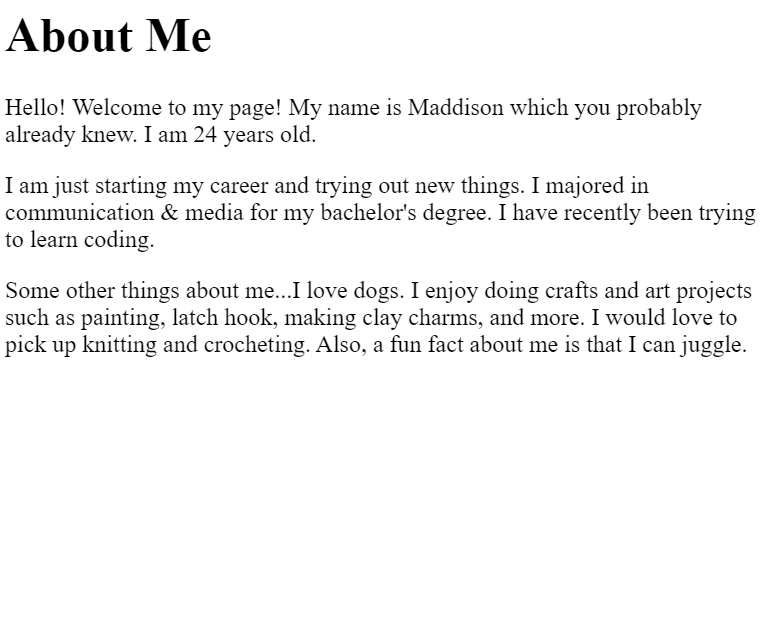 About Me
Hello! Welcome to my page! My name is Maddison which you probably
already knew. I am 24 years old.
I am just starting my career and trying out new things. I majored in
communication & media for my bachelor's degree. I have recently been trying
to learn coding.
Some other things about me...I love dogs. I enjoy doing crafts and art projects
such as painting, latch hook, making clay charms, and more. I would love to
pick up knitting and crocheting. Also, a fun fact about me is that I can juggle.